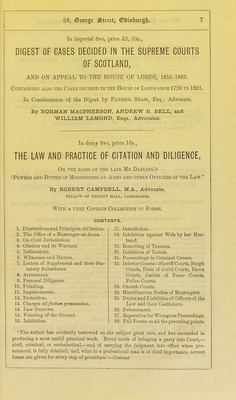 38, George Street, Edinburgh. 7
In imperial 8vo, price £2, 10s.,
DIGEST OF CASES DECIDED IN THE SUPREME COURTS
OF SCOTLAND,
AND ON APPEAL TO THE HOUSE OF LORDS, 1852-1862.
CONTAINING ALSO THE CASES DECIDED IN THE HOUSE OF LORDS FROM 1726 TO 1821.
In Continuation of the Digest by PATRICK SHAW, Esq., Advocate.
By NORMAN MACPHERSON, ANDREW B. BELL, and
WILLIAM LAMOND, Esqs., Advocates.
In demy 8vo, price 16s.,
THE LAW AND PRACTICE OF CITATION AND DILIGENCE,
ON THE BASIS OF THE LATE MR DARLING'S
'POWERS AND DUTIES OF MESSENGERS-AT-ARMS AND OTHER OFFICERS OF THE LAW.'
By ROBERT CAMPBELL, M.A., Advocate,
FELLOW OF TRINITY HALL, CAMBRIDGE.
WITH A VERY COPIOUS COLLECTION OF FORMS.
CONTENTS.
1. Illustrations and Principles of Citation.
2. The Office of a Messenger-at-Arms.
3. On Civil Jurisdiction.
4. Citation and its Warrant.
5. Intimations.
6. Witnesses and Havers.
7. Letters of Supplement and their Statutory
Substitutes.
8. Arrestment.
9. Personal Diligence.
10. Poinding.
11. Imprisonment.
12. Protection.
13. Charges ad factum præstandum.
14. Law Burrows.
15. Poinding of the Ground.
16. Inhibition.
17. Interdiction.
18. Inhibition against Wife by her Husband.
19. Removing of Tenants.
20. Inhibition of Teinds.
21. Proceedings in Criminal Causes.
22. Inferior Courts—Sheriff Courts, Burgh
Courts, Dean of Guild Courts, Baron
Courts, Justice of Peace Courts,
Police Courts.
23. Church Courts.
24. Miscellaneous Duties of Messengers.
25. Duties and Liabilities of Officers of the
Law and their Cautioners.
26. Deforcement.
27. Reparation for Wrongous Proceedings.
28. Full Forms on all the preceding points.
'The author has evidently bestowed on the subject great care, and has succeeded in
producing a most useful practical work. Every mode of bringing a party into Court,—
civil, criminal, or ecclesiastical,—and of carrying the judgment into effect when pronounced,
is fully detailed; and, what to a professional man is of chief importance, correct
forms are given for every step of procedure.'—Courant.